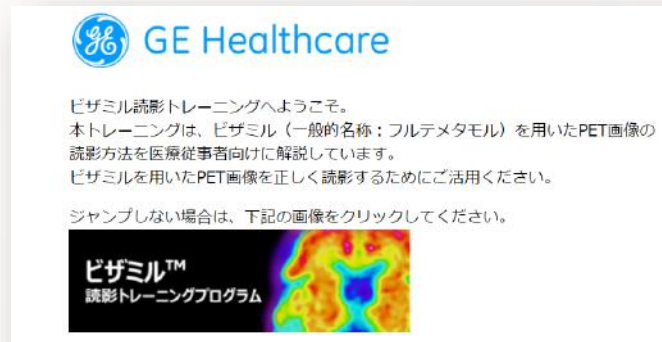 GE Healthcare
ビザミル読影トレーニングへようこそ。
本トレーニングは、ビザミル（一般的名称：フルテメタモル）を用いたPET画像の
読影方法を医療従事者向けに解説しています。
ビザミルを用いたPET画像を正しく読影するためにご活用ください。
ジャンプしない場合は、下記の画像をクリックしてください。
ビザミル™
読影トレーニングプログラム